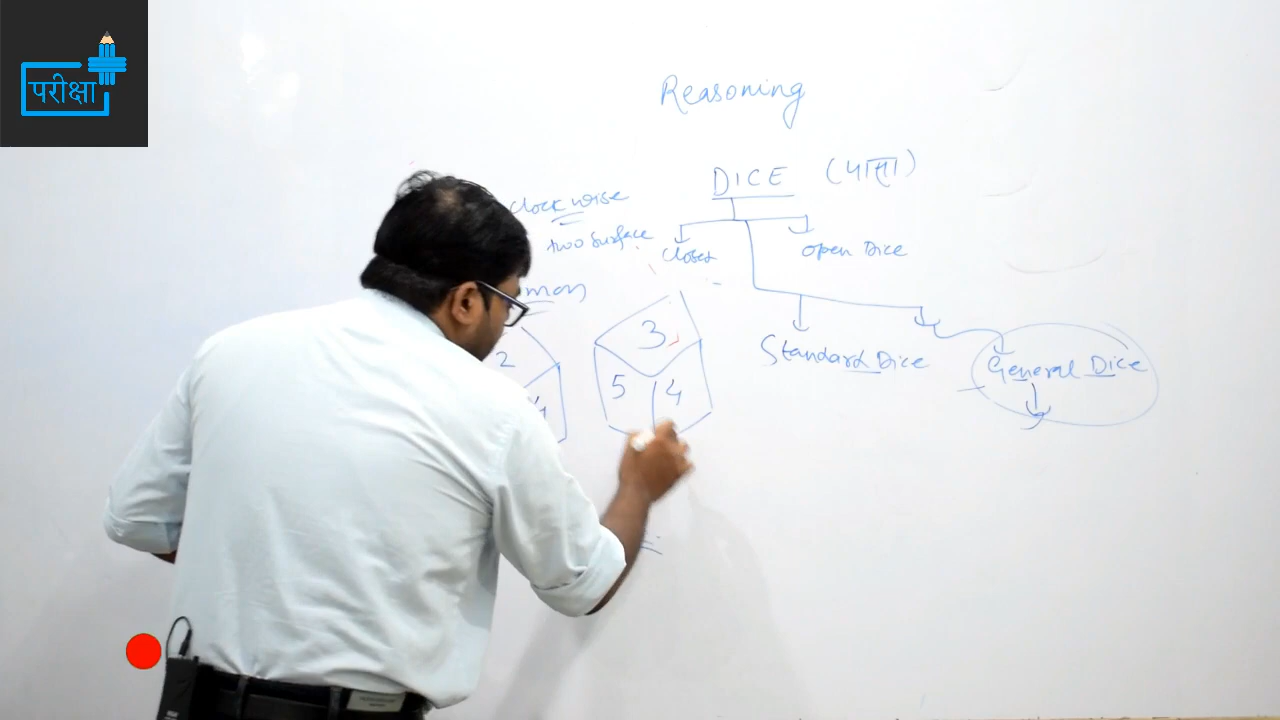 परीक्षा
Reasoning
DICE (पासा)
clock wise
two surface
closed
open Dice
2
3
5 4
Standard Dice
General Dice